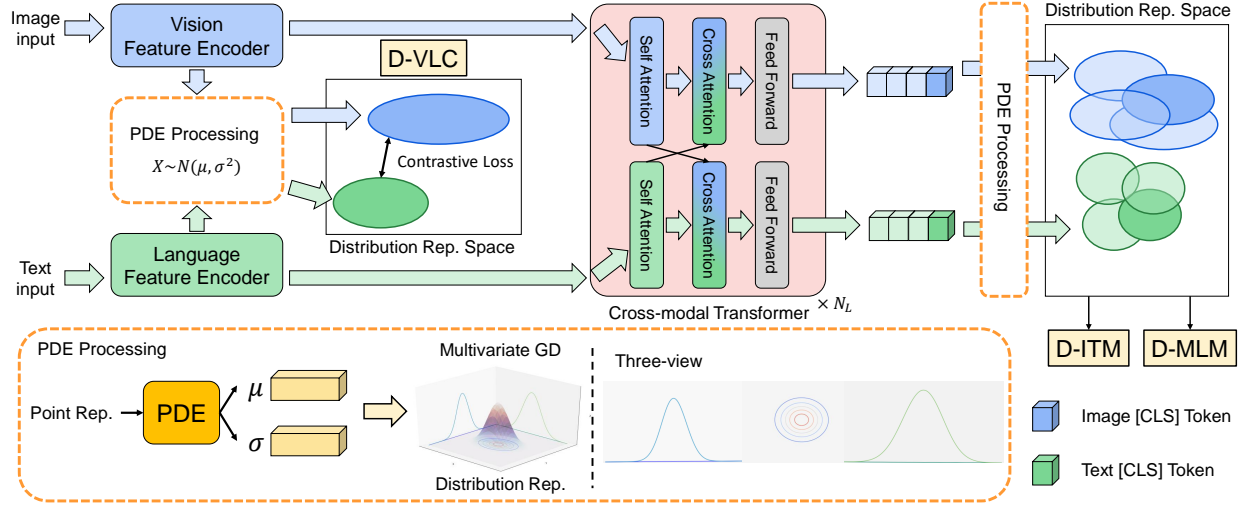 Image
input
Vision
Feature Encoder
D-VLC
PDE Processing
X~N(μ, σ²)
Contrastive Loss
Distribution Rep. Space
Language
Feature Encoder
Text
input
Self Attention
Cross Attention
Feed Forward
Self Attention
Cross Attention
Feed Forward
Cross-modal Transformer
× N_L
PDE Processing
Distribution Rep. Space
D-ITM
D-MLM
PDE Processing
Point Rep.
PDE
μ
σ
Multivariate GD
Distribution Rep.
Three-view
Image [CLS] Token
Text [CLS] Token